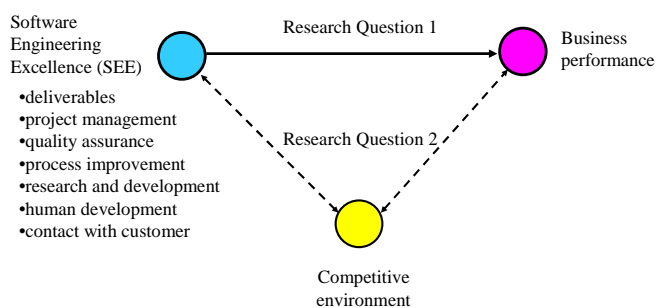 Software
Engineering
Excellence (SEE)
•deliverables
•project management
•quality assurance
•process improvement
•research and development
•human development
•contact with customer
Research Question 1
Business
performance
Research Question 2
Competitive
environment